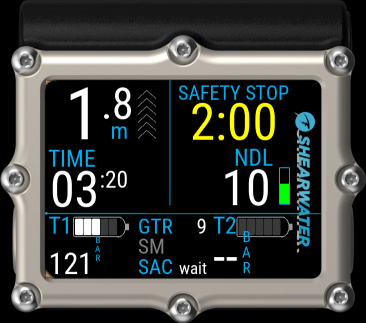 1.8 m
SAFETY STOP
2:00
TIME
03:20
NDL
10
T1
BAR
121
GTR 9
SM
SAC wait
T2
BAR
--
SHEARWATER